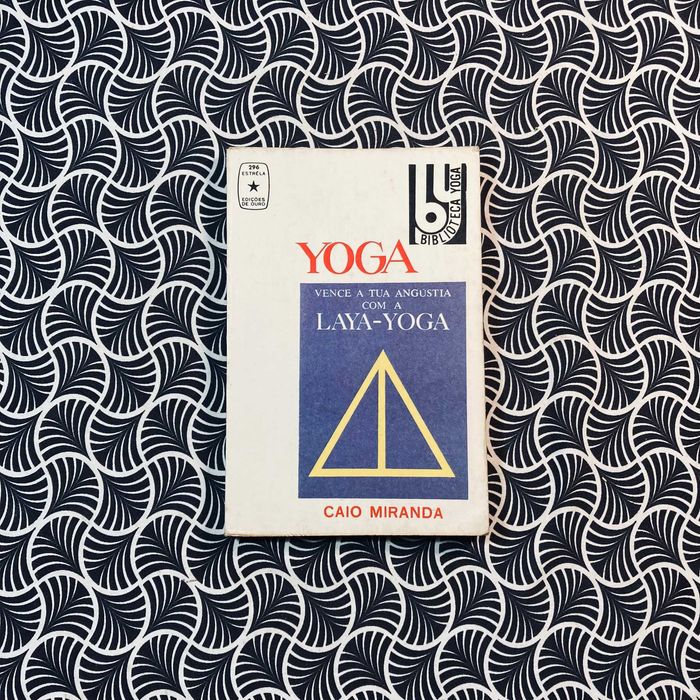 296
ESTRÊLA
EDIÇÕES
DE OURO
BIBLIOTECA YOGA
YOGA
VENCE A TUA ANGÚSTIA
COM A
LAYA-YOGA
CAIO MIRANDA